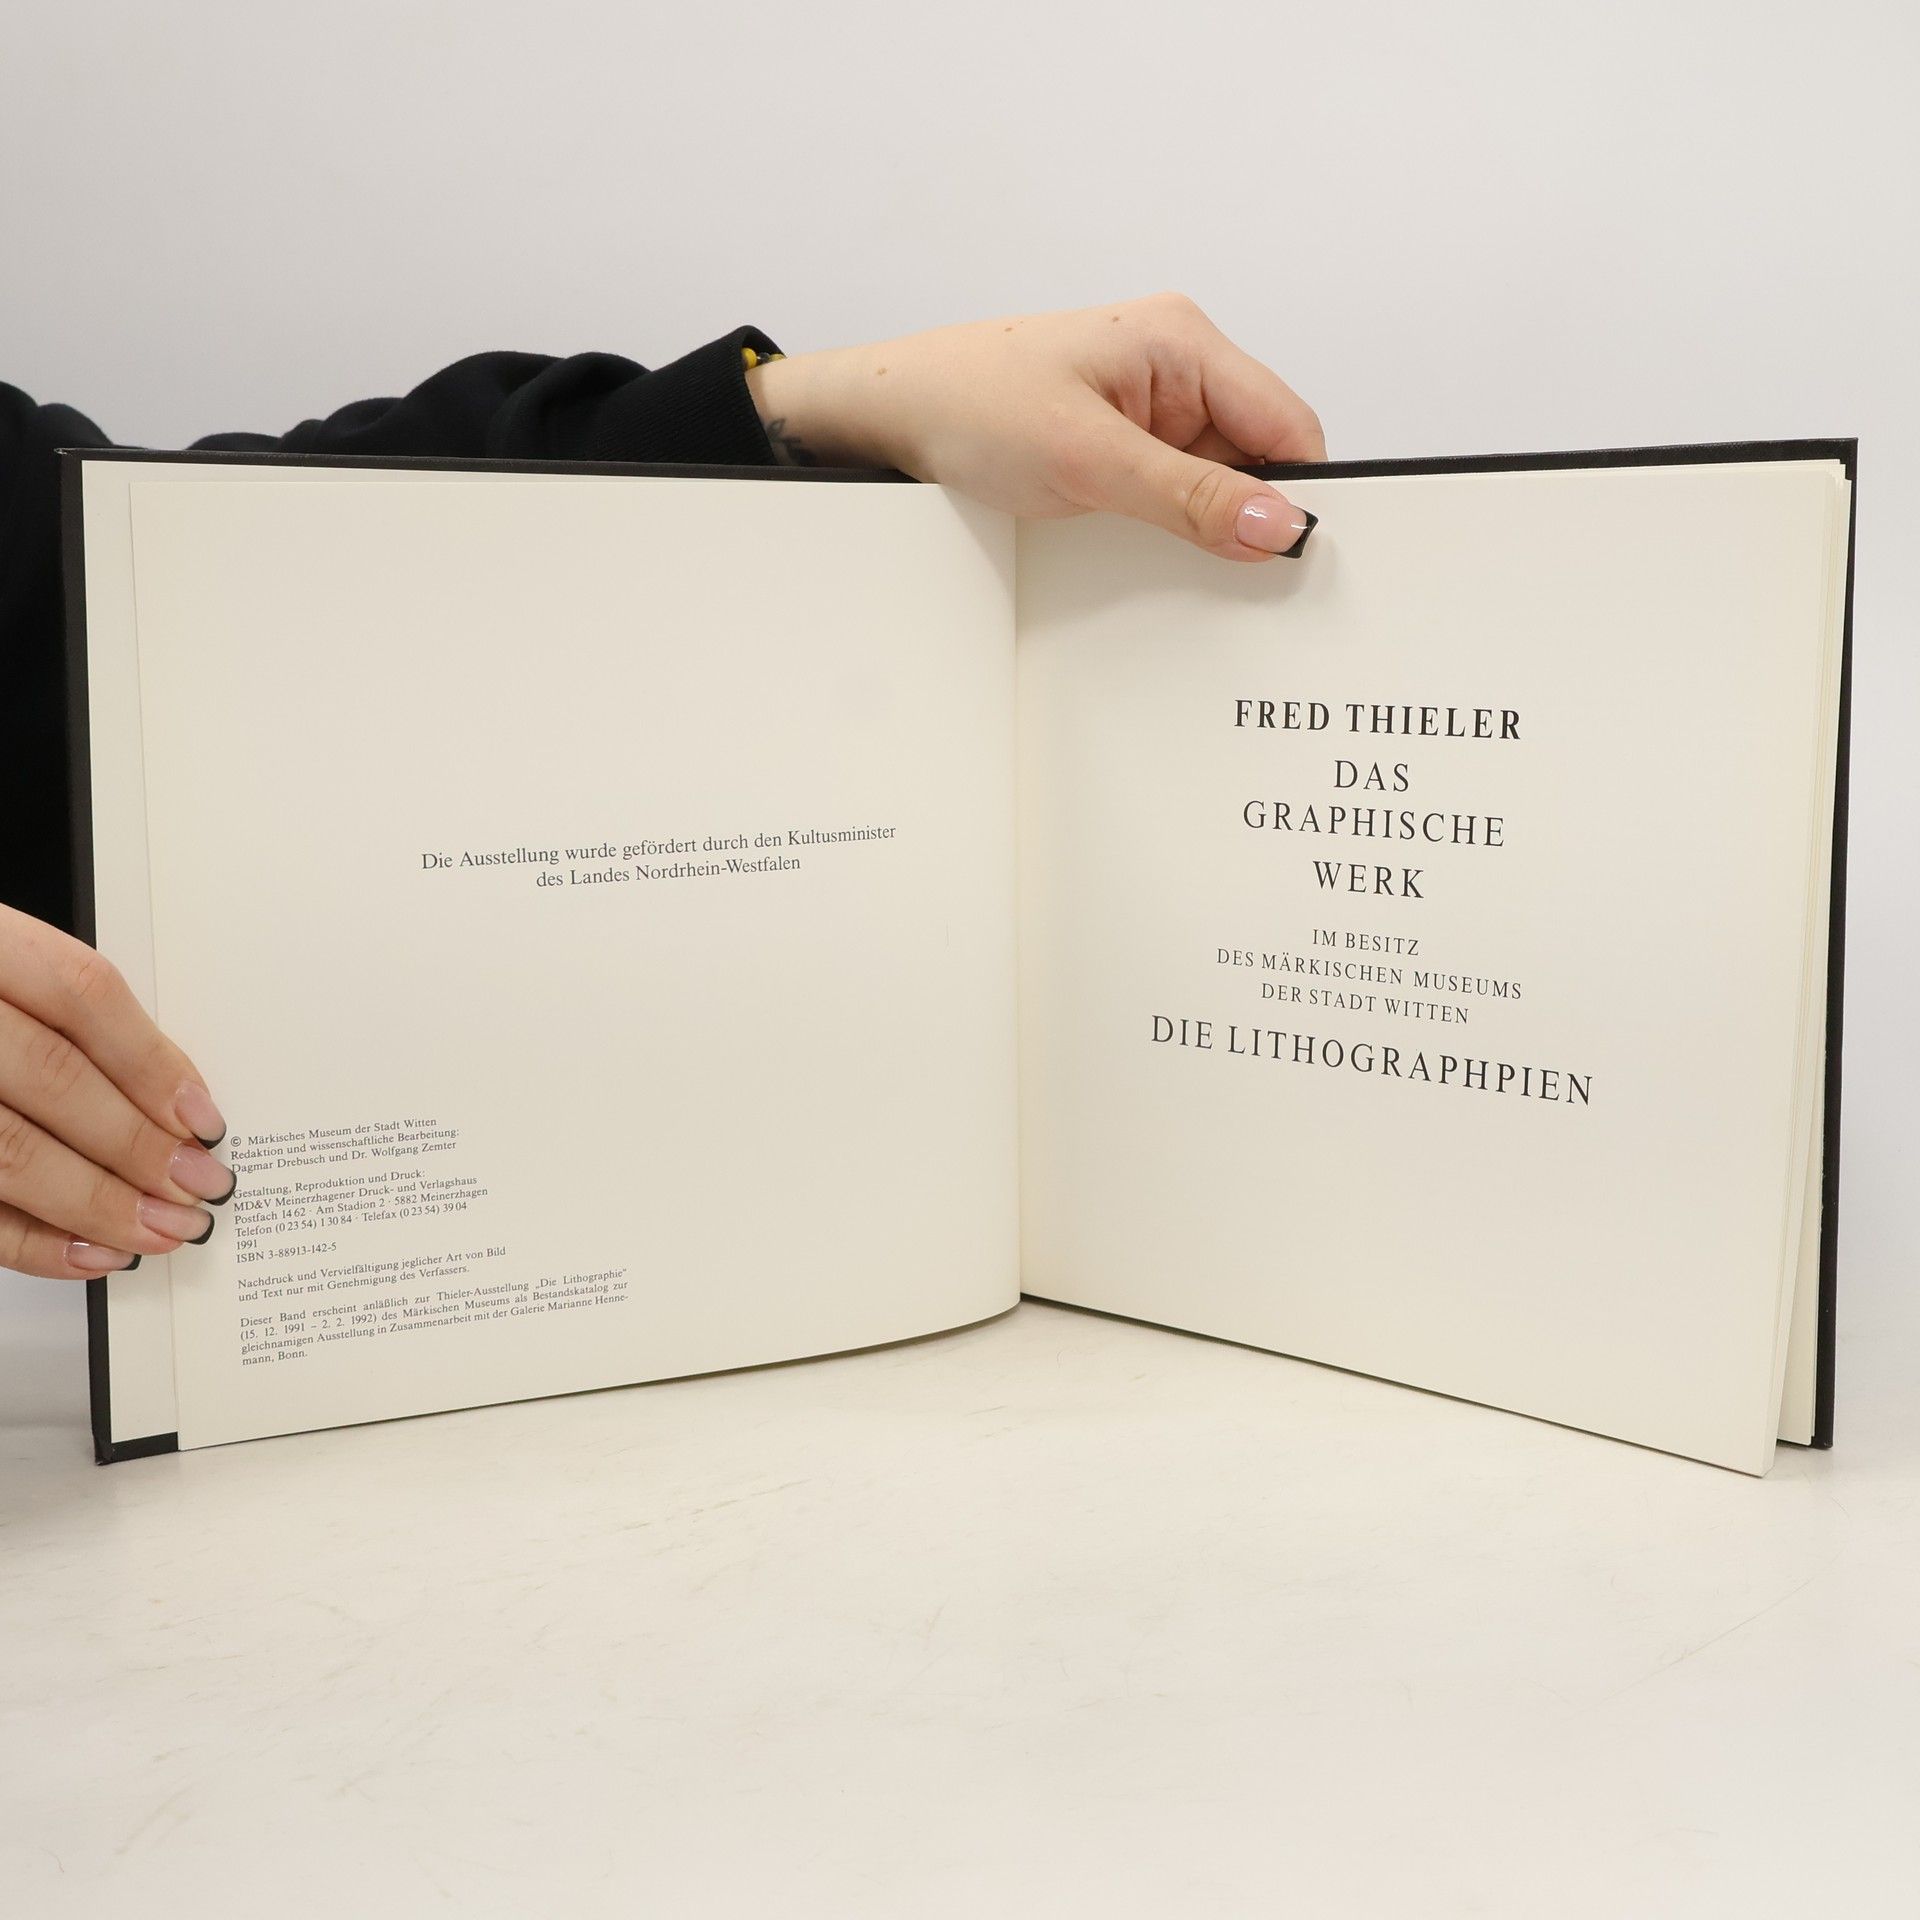 Die Ausstellung wurde gefördert durch den Kultusminister
des Landes Nordrhein-Westfalen
© Märkisches Museum der Stadt Witten
Redaktion und wissenschaftliche Bearbeitung:
Dagmar Drebusch und Dr. Wolfgang Zemter
Gestaltung, Reproduktion und Druck:
MD&V Meinerzhagener Druck- und Verlagshaus
Postfach 14 62 · Am Stadion 2 · 5882 Meinerzhagen
Telefon (0 23 54) 1 30 84 · Telefax (0 23 54) 39 04
1991
ISBN 3-88913-142-5
Nachdruck und Vervielfältigung jeglicher Art von Bild
und Text nur mit Genehmigung des Verfassers.
Dieser Band erscheint anläßlich zur Thieler-Ausstellung „Die Lithographie“
(15. 12. 1991 – 2. 2. 1992) des Märkischen Museums als Bestandskatalog zur
gleichnamigen Ausstellung in Zusammenarbeit mit der Galerie Marianne Henne-
mann, Bonn.
FRED THIELER
DAS
GRAPHISCHE
WERK
IM BESITZ
DES MÄRKISCHEN MUSEUMS
DER STADT WITTEN
DIE LITHOGRAPHPIEN